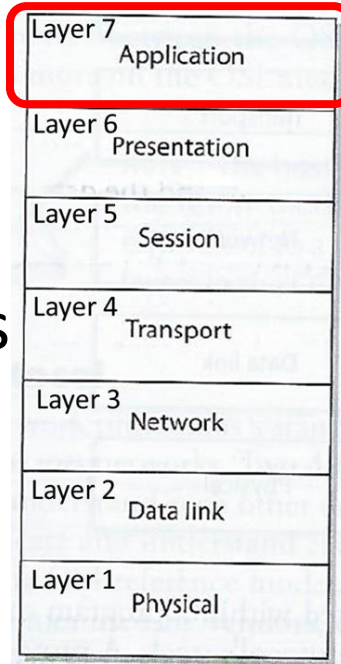 Layer 7
Application
Layer 6
Presentation
Layer 5
Session
s
Layer 4
Transport
Layer 3
Network
Layer 2
Data link
Layer 1
Physical